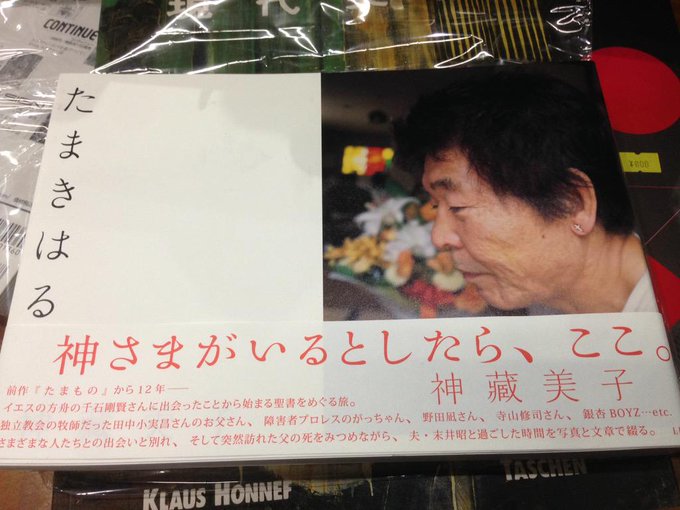 CONTINUE
現代
¥800
たまきはる
神さまがいるとしたら、ここ。
神藏美子
前作『たまもの』から12年――
イエスの方舟の千石剛賢さんに出会ったことから始まる聖書をめぐる旅。
独立教会の牧師だった田中小実昌さんのお父さん、障害者プロレスのがっちゃん、野田凪さん、寺山修司さん、銀杏BOYZ…etc.
さまざまな人たちとの出会いと別れ、そして突然訪れた父の死をみつめながら、夫・末井昭と過ごした時間を写真と文章で綴る。
KLAUS HONNEF
TASCHEN